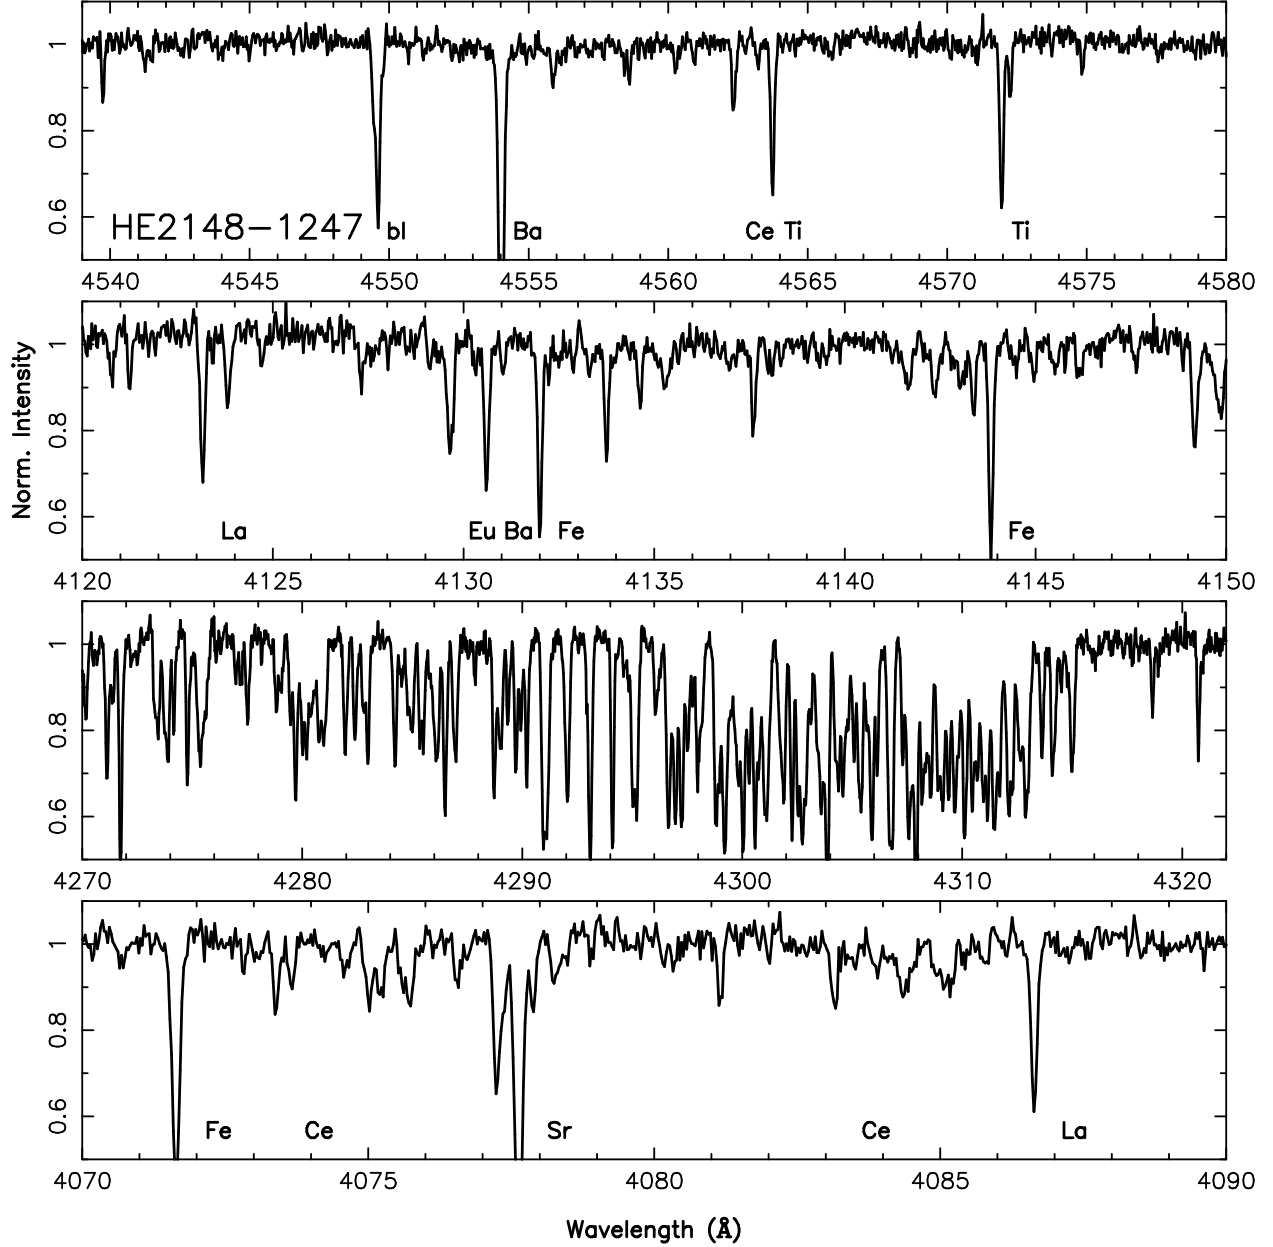 1
0.8
0.6
HE2148−1247 bl Ba Ce Ti Ti
4540 4545 4550 4555 4560 4565 4570 4575 4580
1
0.8
0.6
La Eu Ba Fe Fe
4120 4125 4130 4135 4140 4145 4150
Norm. Intensity
1
0.8
0.6
4270 4280 4290 4300 4310 4320
1
0.8
0.6
Fe Ce Sr Ce La
4070 4075 4080 4085 4090
Wavelength (Å)